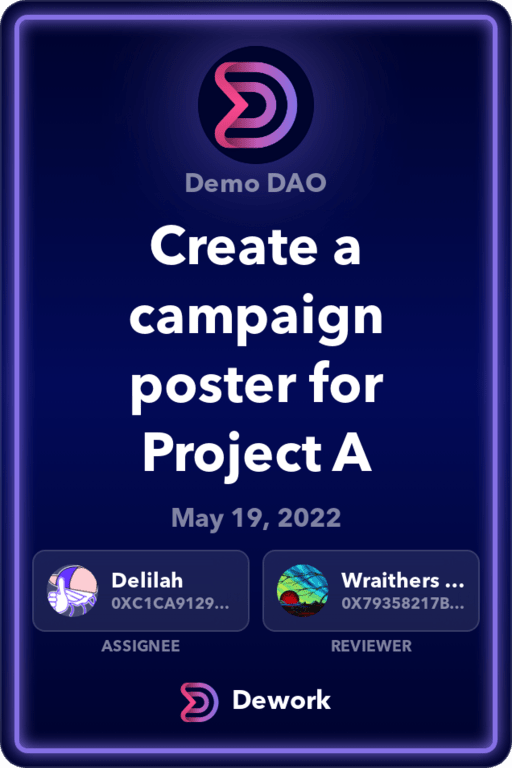 Demo DAO
Create a
campaign
poster for
Project A
May 19, 2022
Delilah
0XC1CA9129...
ASSIGNEE
Wraithers ...
0X79358217B...
REVIEWER
Dework